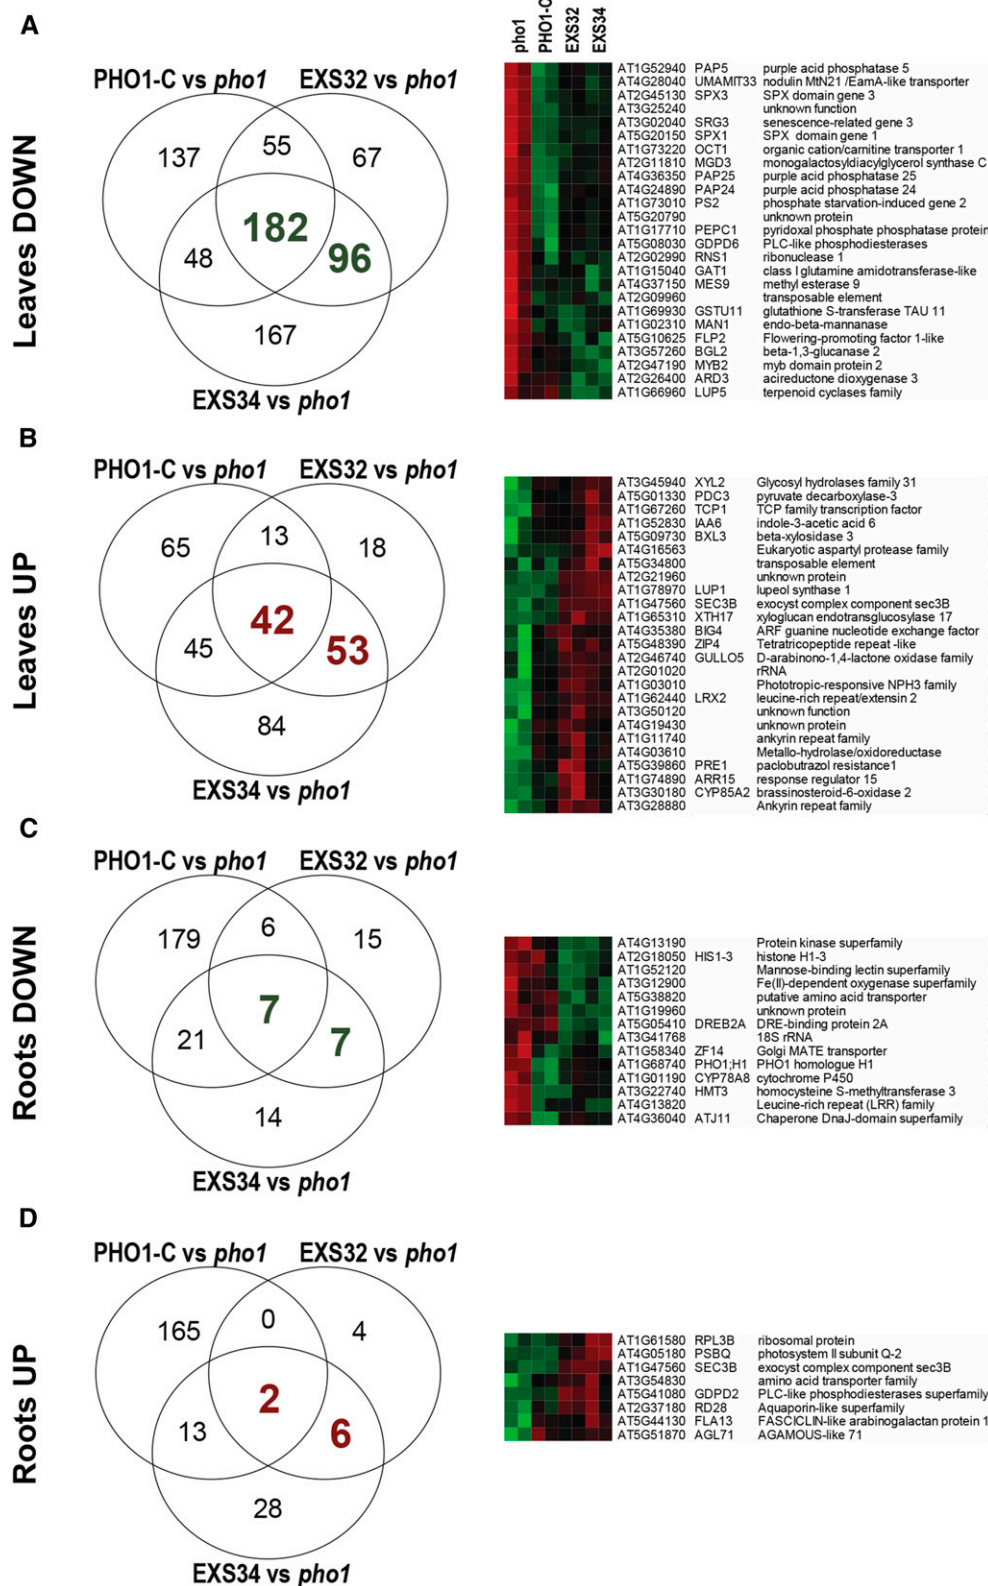 A
pho1
PHO1-C
EXS32
EXS34
Leaves DOWN
PHO1-C vs pho1 EXS32 vs pho1
137
55
67
182
48
96
167
EXS34 vs pho1
AT1G52940 PAP5 purple acid phosphatase 5
AT4G28040 UMAMIT33 nodulin MtN21 /EamA-like transporter
AT2G45130 SPX3 SPX domain gene 3
AT3G25240 unknown function
AT3G02040 SRG3 senescence-related gene 3
AT5G20150 SPX1 SPX domain gene 1
AT1G73220 OCT1 organic cation/carnitine transporter 1
AT2G11810 MGD3 monogalactosyldiacylglycerol synthase C
AT4G36350 PAP25 purple acid phosphatase 25
AT4G24890 PAP24 purple acid phosphatase 24
AT1G73010 PS2 phosphate starvation-induced gene 2
AT5G20790 unknown protein
AT1G17710 PEPC1 pyridoxal phosphate phosphatase protein
AT5G08030 GDPD6 PLC-like phosphodiesterases
AT2G02990 RNS1 ribonuclease 1
AT1G15040 GAT1 class I glutamine amidotransferase-like
AT4G37150 MES9 methyl esterase 9
AT2G09960 transposable element
AT1G69930 GSTU11 glutathione S-transferase TAU 11
AT1G02310 MAN1 endo-beta-mannanase
AT5G10625 FLP2 Flowering-promoting factor 1-like
AT3G57260 BGL2 beta-1,3-glucanase 2
AT2G47190 MYB2 myb domain protein 2
AT2G26400 ARD3 acireductone dioxygenase 3
AT1G66960 LUP5 terpenoid cyclases family
B
Leaves UP
PHO1-C vs pho1 EXS32 vs pho1
65
13
18
42
45
53
84
EXS34 vs pho1
AT3G45940 XYL2 Glycosyl hydrolases family 31
AT5G01330 PDC3 pyruvate decarboxylase-3
AT1G67260 TCP1 TCP family transcription factor
AT1G52830 IAA6 indole-3-acetic acid 6
AT5G09730 BXL3 beta-xylosidase 3
AT4G16563 Eukaryotic aspartyl protease family
AT5G34800 transposable element
AT2G21960 unknown protein
AT1G78970 LUP1 lupeol synthase 1
AT1G47560 SEC3B exocyst complex component sec3B
AT1G65310 XTH17 xyloglucan endotransglucosylase 17
AT4G35380 BIG4 ARF guanine nucleotide exchange factor
AT5G48390 ZIP4 Tetratricopeptide repeat -like
AT2G46740 GULLO5 D-arabinono-1,4-lactone oxidase family
AT2G01020 rRNA
AT1G03010 Phototropic-responsive NPH3 family
AT1G62440 LRX2 leucine-rich repeat/extensin 2
AT3G50120 unknown function
AT4G19430 unknown protein
AT1G11740 ankyrin repeat family
AT4G03610 Metallo-hydrolase/oxidoreductase
AT5G39860 PRE1 paclobutrazol resistance1
AT1G74890 ARR15 response regulator 15
AT3G30180 CYP85A2 brassinosteroid-6-oxidase 2
AT3G28880 Ankyrin repeat family
C
Roots DOWN
PHO1-C vs pho1 EXS32 vs pho1
179
6
15
7
21
7
14
EXS34 vs pho1
AT4G13190 Protein kinase superfamily
AT2G18050 HIS1-3 histone H1-3
AT1G52120 Mannose-binding lectin superfamily
AT3G12900 Fe(II)-dependent oxygenase superfamily
AT5G38820 putative amino acid transporter
AT1G19960 unknown protein
AT5G05410 DREB2A DRE-binding protein 2A
AT3G41768 18S rRNA
AT1G58340 ZF14 Golgi MATE transporter
AT1G68740 PHO1;H1 PHO1 homologue H1
AT1G01190 CYP78A8 cytochrome P450
AT3G22740 HMT3 homocysteine S-methyltransferase 3
AT4G13820 Leucine-rich repeat (LRR) family
AT4G36040 ATJ11 Chaperone DnaJ-domain superfamily
D
Roots UP
PHO1-C vs pho1 EXS32 vs pho1
165
0
4
2
13
6
28
EXS34 vs pho1
AT1G61580 RPL3B ribosomal protein
AT4G05180 PSBQ photosystem II subunit Q-2
AT1G47560 SEC3B exocyst complex component sec3B
AT3G54830 amino acid transporter family
AT5G41080 GDPD2 PLC-like phosphodiesterases superfamily
AT2G37180 RD28 Aquaporin-like superfamily
AT5G44130 FLA13 FASCICLIN-like arabinogalactan protein 1
AT5G51870 AGL71 AGAMOUS-like 71